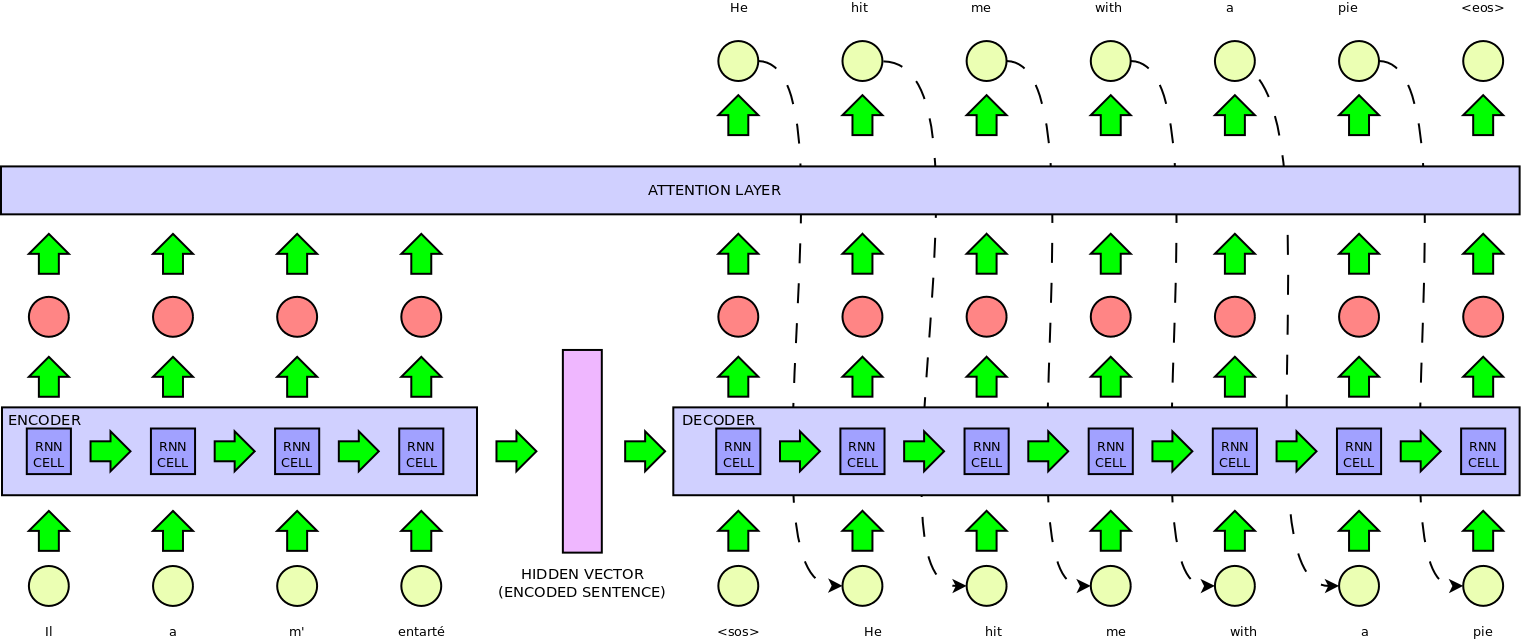 He hit me with a pie <eos>
ATTENTION LAYER
ENCODER
RNN
CELL
RNN
CELL
RNN
CELL
RNN
CELL
DECODER
RNN
CELL
RNN
CELL
RNN
CELL
RNN
CELL
RNN
CELL
RNN
CELL
RNN
CELL
HIDDEN VECTOR
(ENCODED SENTENCE)
Il a m' entarté
<sos> He hit me with a pie